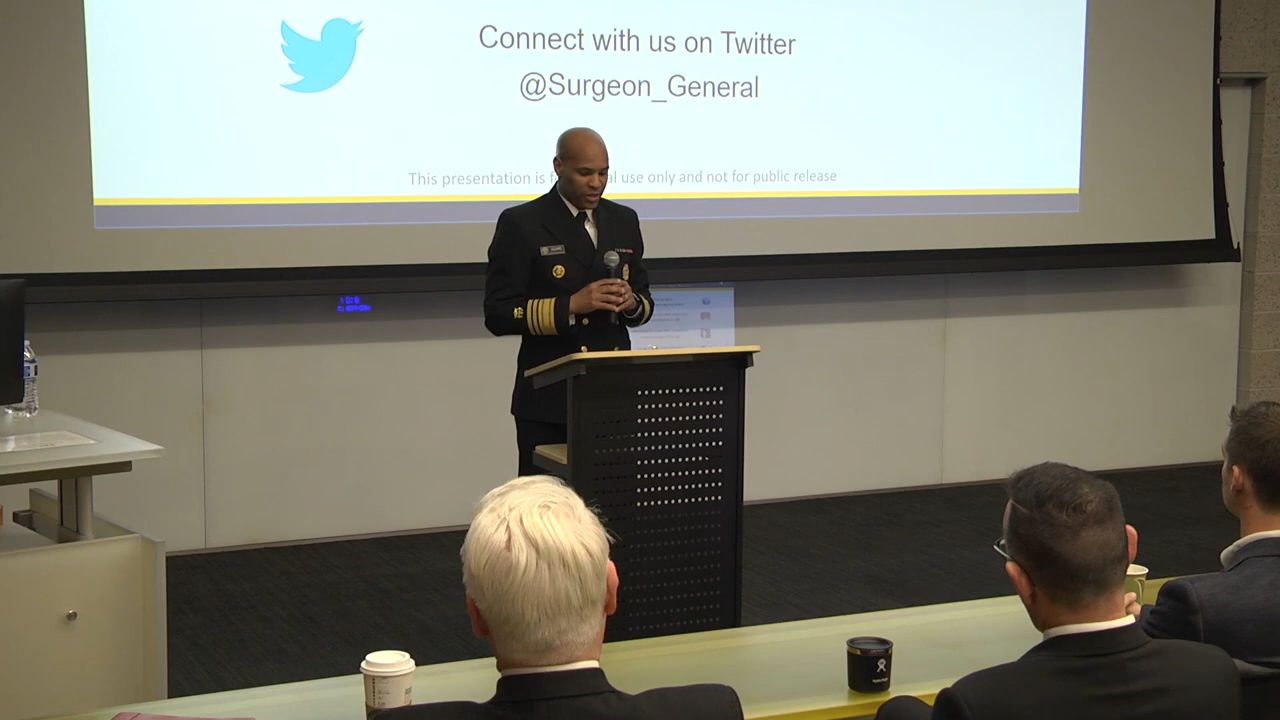 Connect with us on Twitter
@Surgeon_General
This presentation is f al use only and not for public release